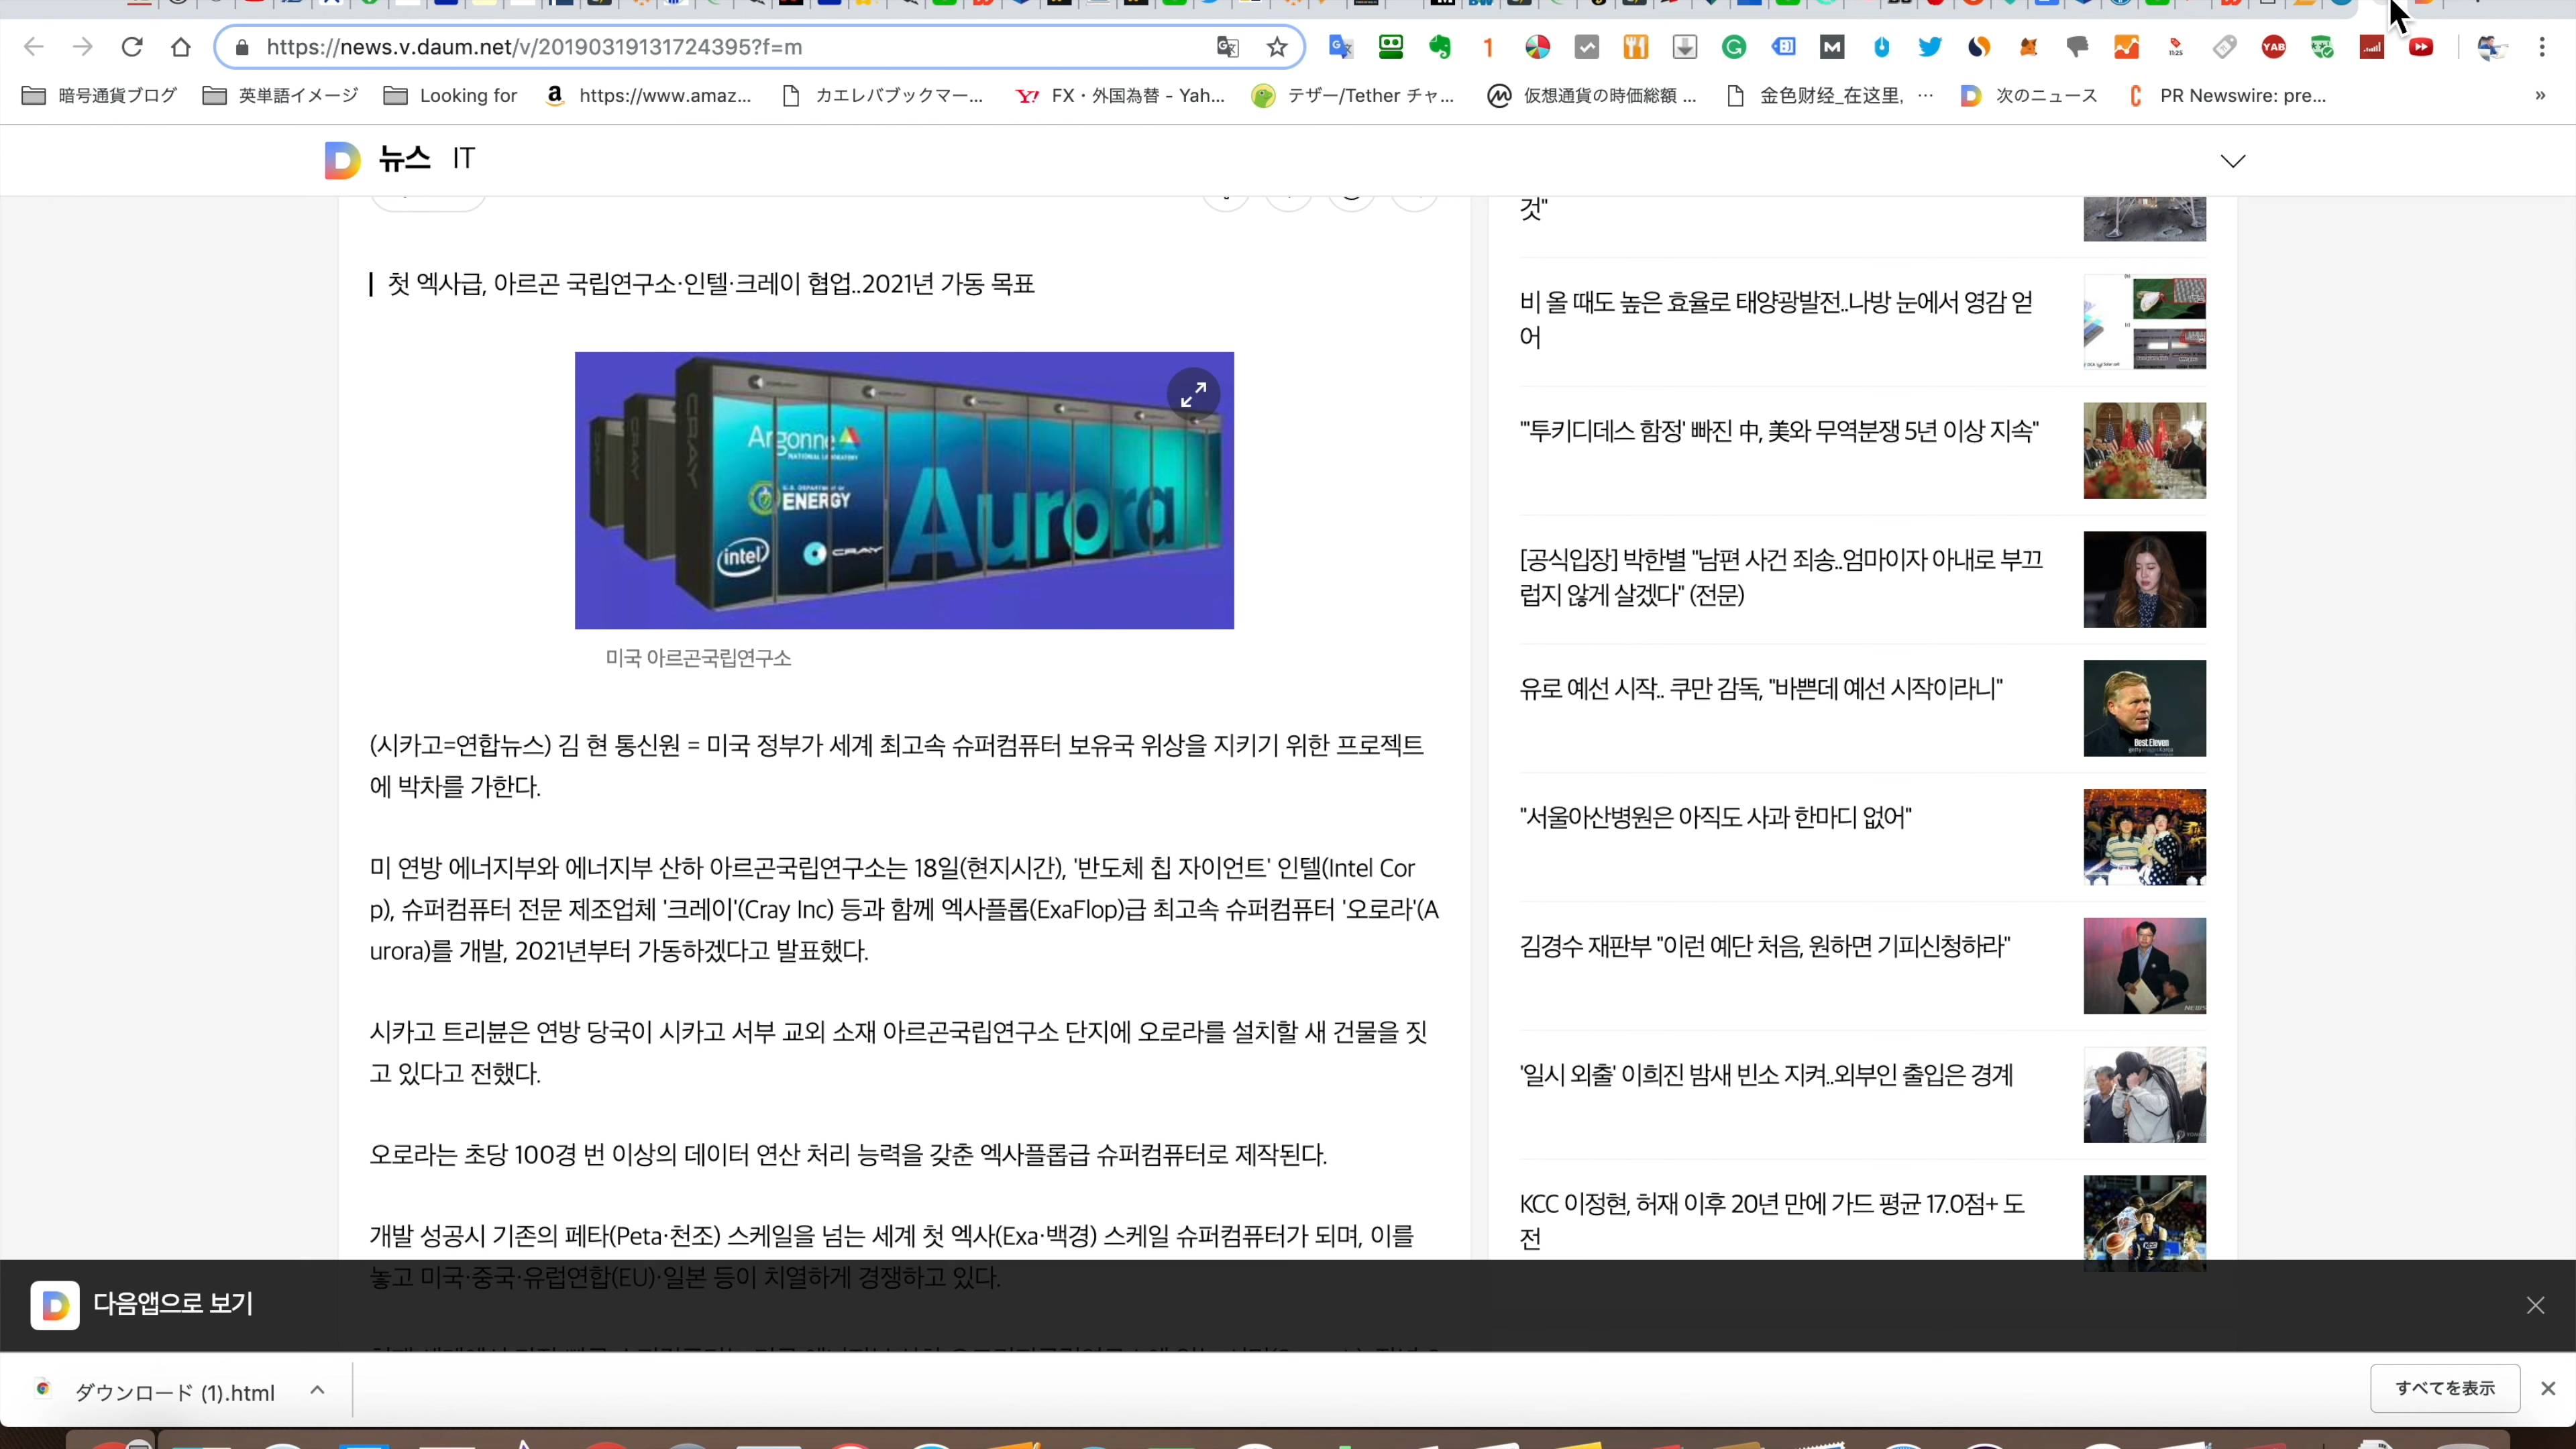 https://news.v.daum.net/v/20190319131724395?f=m
暗号通貨ブログ
英単語イメージ
Looking for
https://www.amaz...
カエレバブックマー...
FX・外国為替 - Yah...
テザー/Tether チャ...
仮想通貨の時価総額 ...
金色财经_在这里, ...
次のニュース
PR Newswire: pre...
»
뉴스 IT
첫 엑사급, 아르곤 국립연구소·인텔·크레이 협업..2021년 가동 목표
Argonne
NATIONAL LABORATORY
U.S. DEPARTMENT OF
ENERGY
Aurora
intel
CRAY
CRAY
CRAY
미국 아르곤국립연구소
(시카고=연합뉴스) 김 현 통신원 = 미국 정부가 세계 최고속 슈퍼컴퓨터 보유국 위상을 지키기 위한 프로젝트
에 박차를 가한다.
미 연방 에너지부와 에너지부 산하 아르곤국립연구소는 18일(현지시간), '반도체 칩 자이언트' 인텔(Intel Cor
p), 슈퍼컴퓨터 전문 제조업체 '크레이'(Cray Inc) 등과 함께 엑사플롭(ExaFlop)급 최고속 슈퍼컴퓨터 '오로라'(A
urora)를 개발, 2021년부터 가동하겠다고 발표했다.
시카고 트리뷴은 연방 당국이 시카고 서부 교외 소재 아르곤국립연구소 단지에 오로라를 설치할 새 건물을 짓
고 있다고 전했다.
오로라는 초당 100경 번 이상의 데이터 연산 처리 능력을 갖춘 엑사플롭급 슈퍼컴퓨터로 제작된다.
개발 성공시 기존의 페타(Peta·천조) 스케일을 넘는 세계 첫 엑사(Exa·백경) 스케일 슈퍼컴퓨터가 되며, 이를
놓고 미국·중국·유럽연합(EU)·일본 등이 치열하게 경쟁하고 있다.
것"
비 올 때도 높은 효율로 태양광발전..나방 눈에서 영감 얻
어
"'투키디데스 함정' 빠진 中, 美와 무역분쟁 5년 이상 지속"
[공식입장] 박한별 "남편 사건 죄송..엄마이자 아내로 부끄
럽지 않게 살겠다" (전문)
유로 예선 시작.. 쿠만 감독, "바쁜데 예선 시작이라니"
Best Eleven
"서울아산병원은 아직도 사과 한마디 없어"
김경수 재판부 "이런 예단 처음, 원하면 기피신청하라"
'일시 외출' 이희진 밤새 빈소 지켜..외부인 출입은 경계
KCC 이정현, 허재 이후 20년 만에 가드 평균 17.0점+ 도
전
다음앱으로 보기
ダウンロード (1).html
すべてを表示